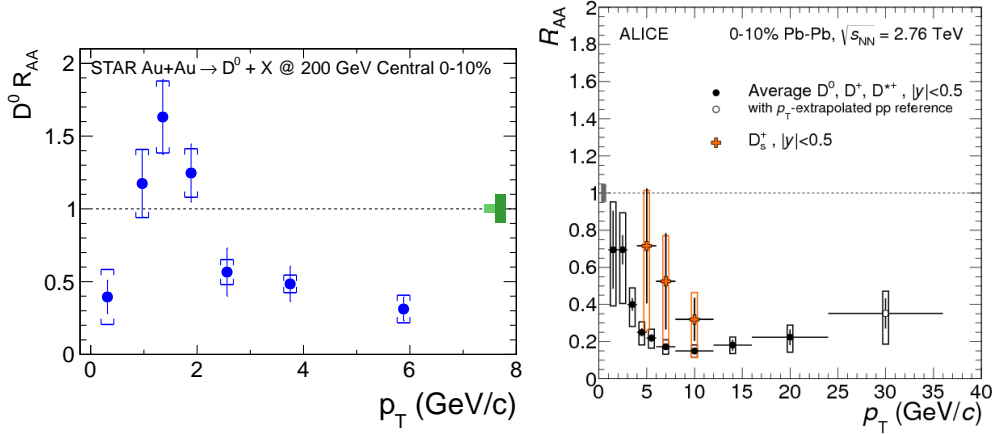 STAR Au+Au → D⁰ + X @ 200 GeV Central 0-10%
D⁰ R_AA
2
1.5
1
0.5
0
0 2 4 6 8
p_T (GeV/c)
R_AA
ALICE 0-10% Pb-Pb, √s_NN = 2.76 TeV
Average D⁰, D⁺, D*⁺ , |y|<0.5
with p_T-extrapolated pp reference
D_s⁺ , |y|<0.5
2
1.8
1.6
1.4
1.2
1
0.8
0.6
0.4
0.2
0
0 5 10 15 20 25 30 35 40
p_T (GeV/c)